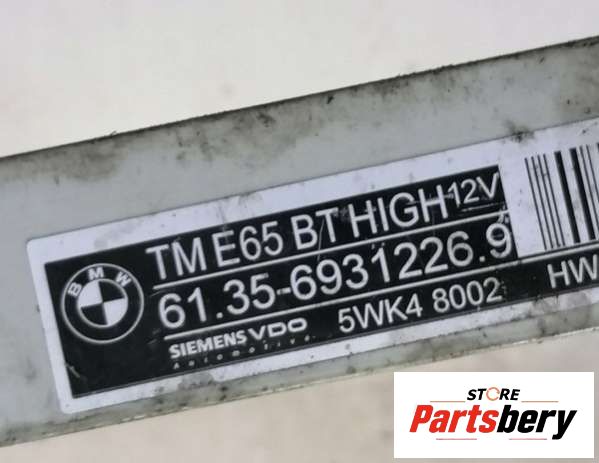 BMW
TM E65 BT HIGH 12V
61.35-6931226.9
SIEMENS VDO
Automotive
5WK4 8002
HW
STORE
Partsbery